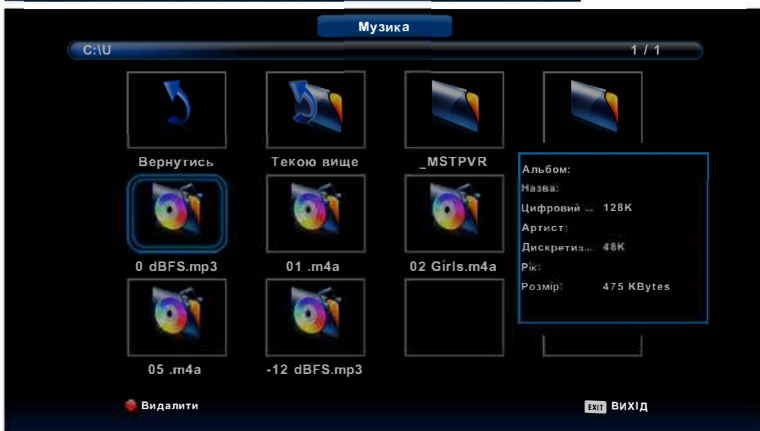 Музика
C:\U 1 / 1
Вернутись Текою вище _MSTPVR
Альбом:
Назва:
Цифровий ... 128K
Артист:
Дискретиз... 48K
Рік:
Розмір: 475 KBytes
0 dBFS.mp3 01 .m4a 02 Girls.m4a
05 .m4a -12 dBFS.mp3
Видалити EXIT ВИХІД